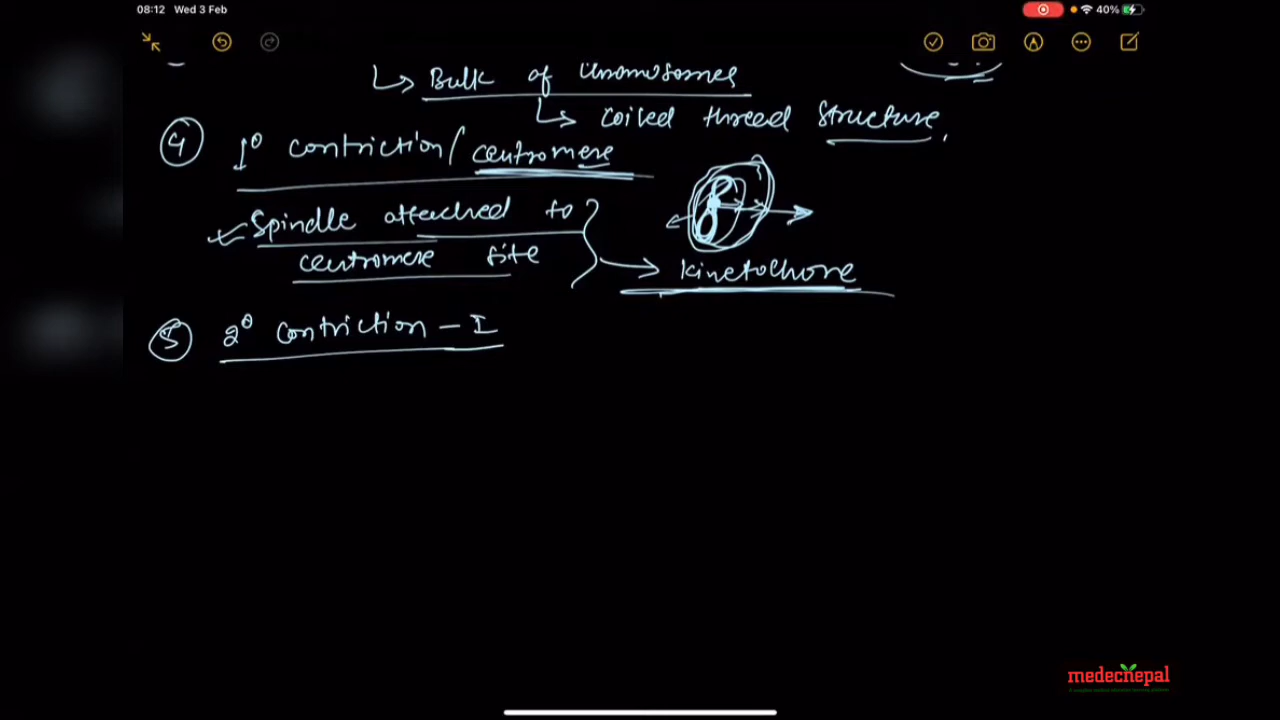 08:12 Wed 3 Feb
40%
↳ Bulk of chromosomes
↳ coiled thread structure.
④ 1° contriction/centromere
Spindle attached to
centromere site
→ kinetochore
⑤ 2° contriction - I
medecnepal